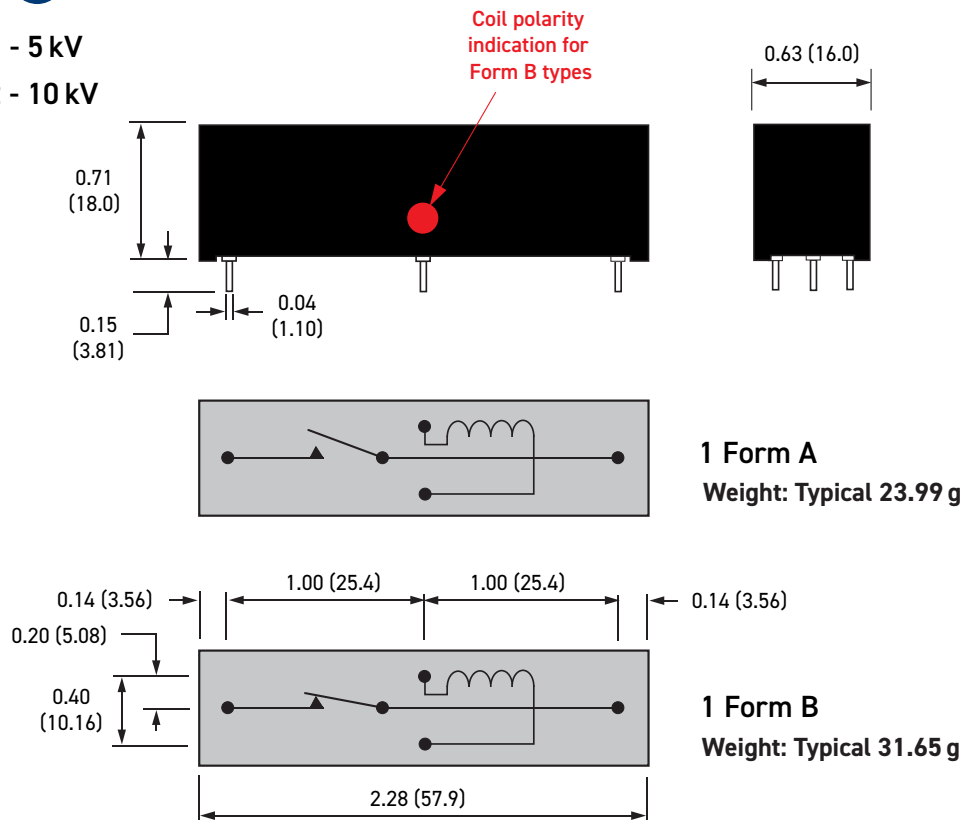 - 5 kV
- 10 kV
Coil polarity
indication for
Form B types
0.63 (16.0)
0.71
(18.0)
0.15
(3.81)
0.04
(1.10)
1 Form A
Weight: Typical 23.99 g
0.14 (3.56)
1.00 (25.4)
1.00 (25.4)
0.14 (3.56)
0.20 (5.08)
0.40
(10.16)
1 Form B
Weight: Typical 31.65 g
2.28 (57.9)